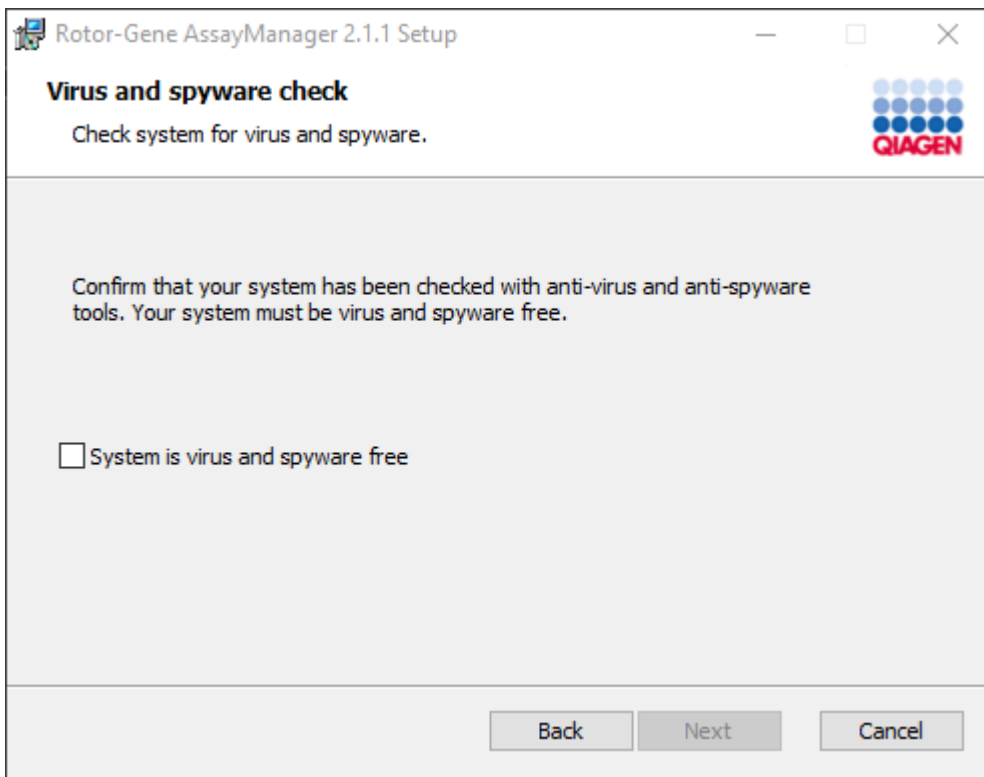 Rotor-Gene AssayManager 2.1.1 Setup
Virus and spyware check
Check system for virus and spyware.
QIAGEN
Confirm that your system has been checked with anti-virus and anti-spyware
tools. Your system must be virus and spyware free.
System is virus and spyware free
Back
Next
Cancel